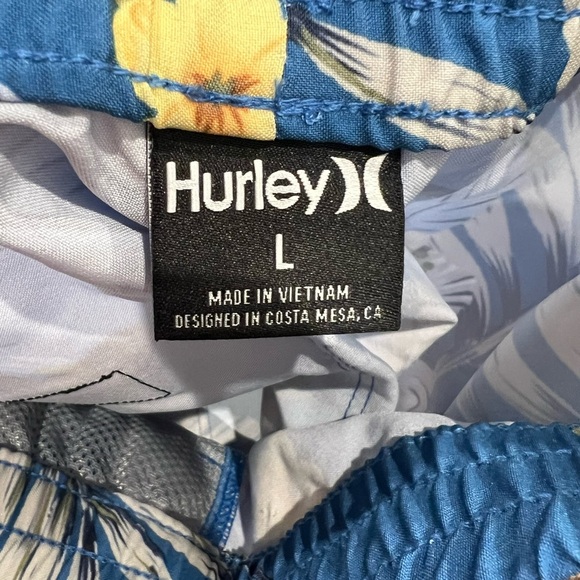 Hurley
L
MADE IN VIETNAM
DESIGNED IN COSTA MESA, CA